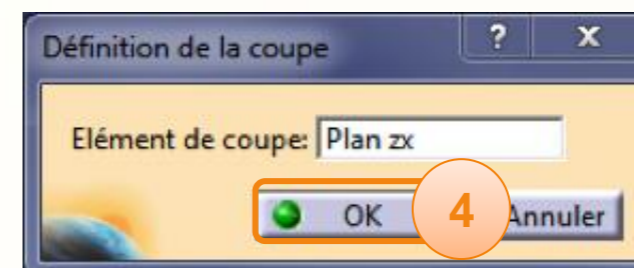 Définition de la coupe ? x
Elément de coupe: Plan zx
OK 4 Annuler